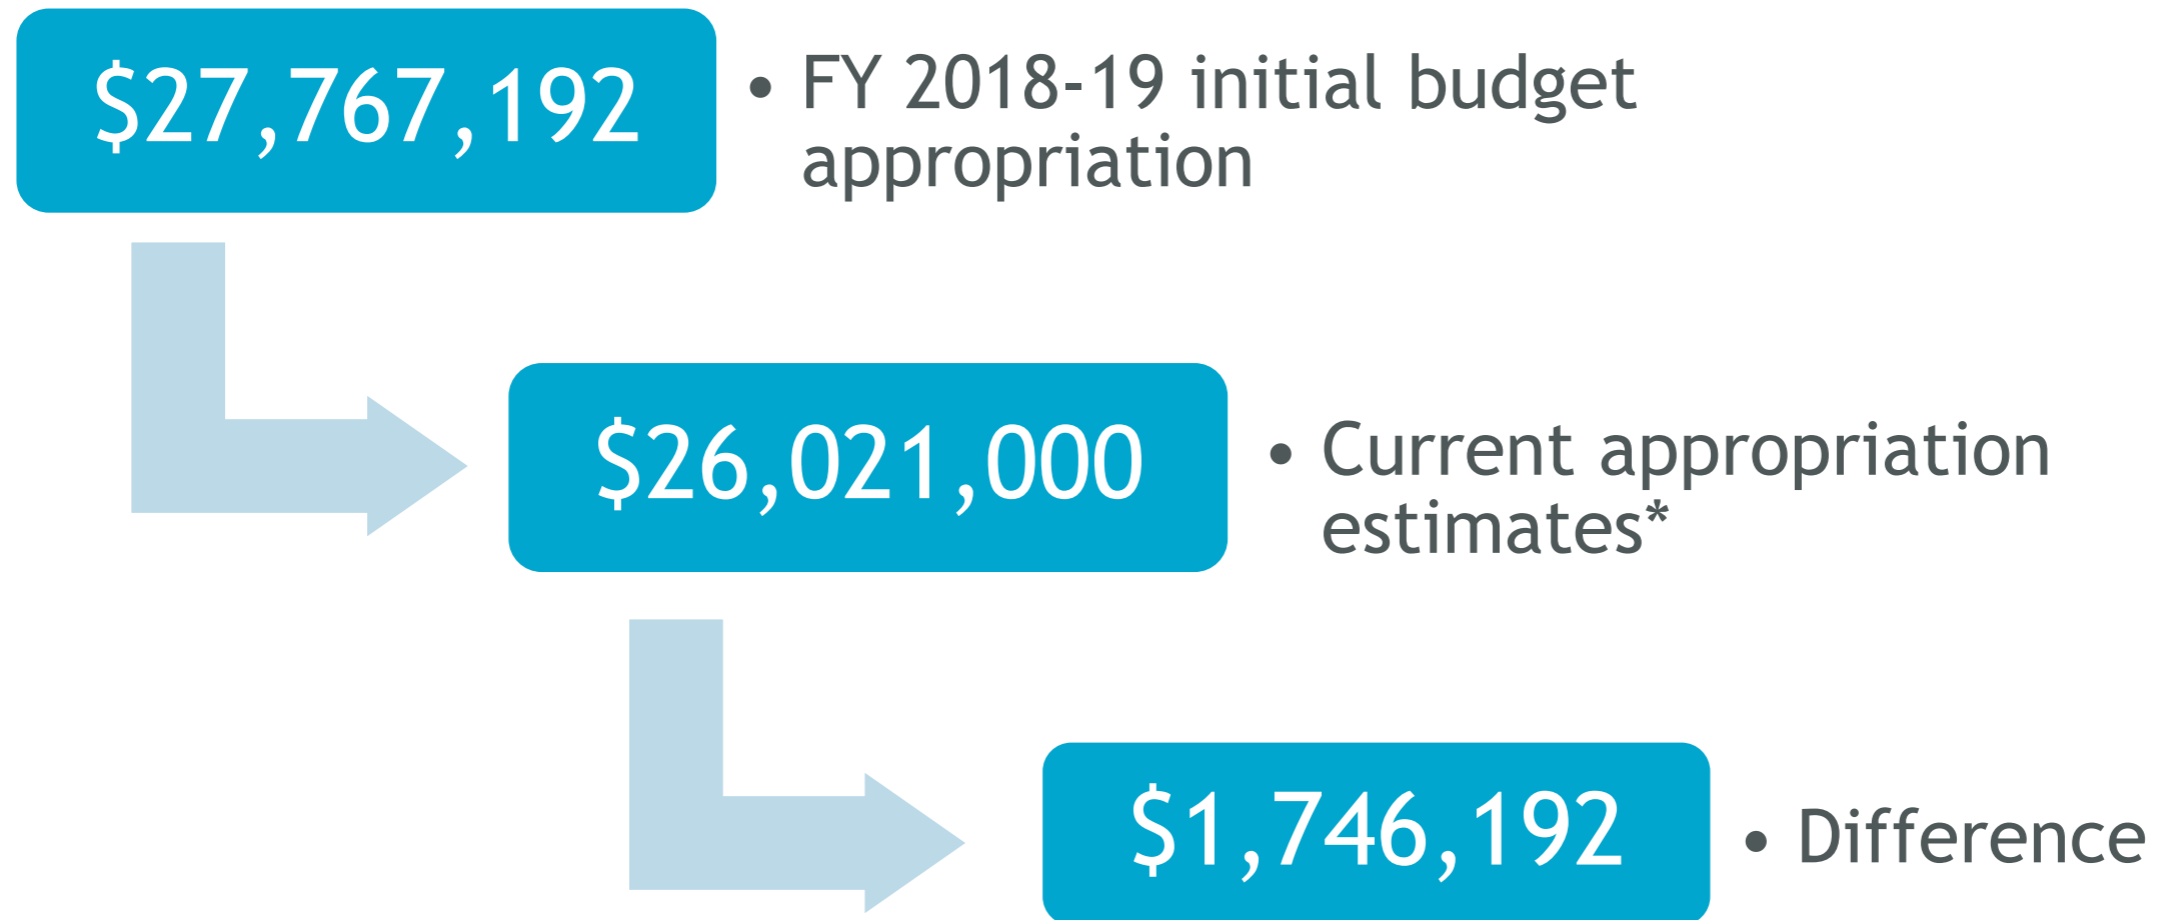 $27,767,192
• FY 2018-19 initial budget
appropriation
$26,021,000
• Current appropriation
estimates*
$1,746,192
• Difference